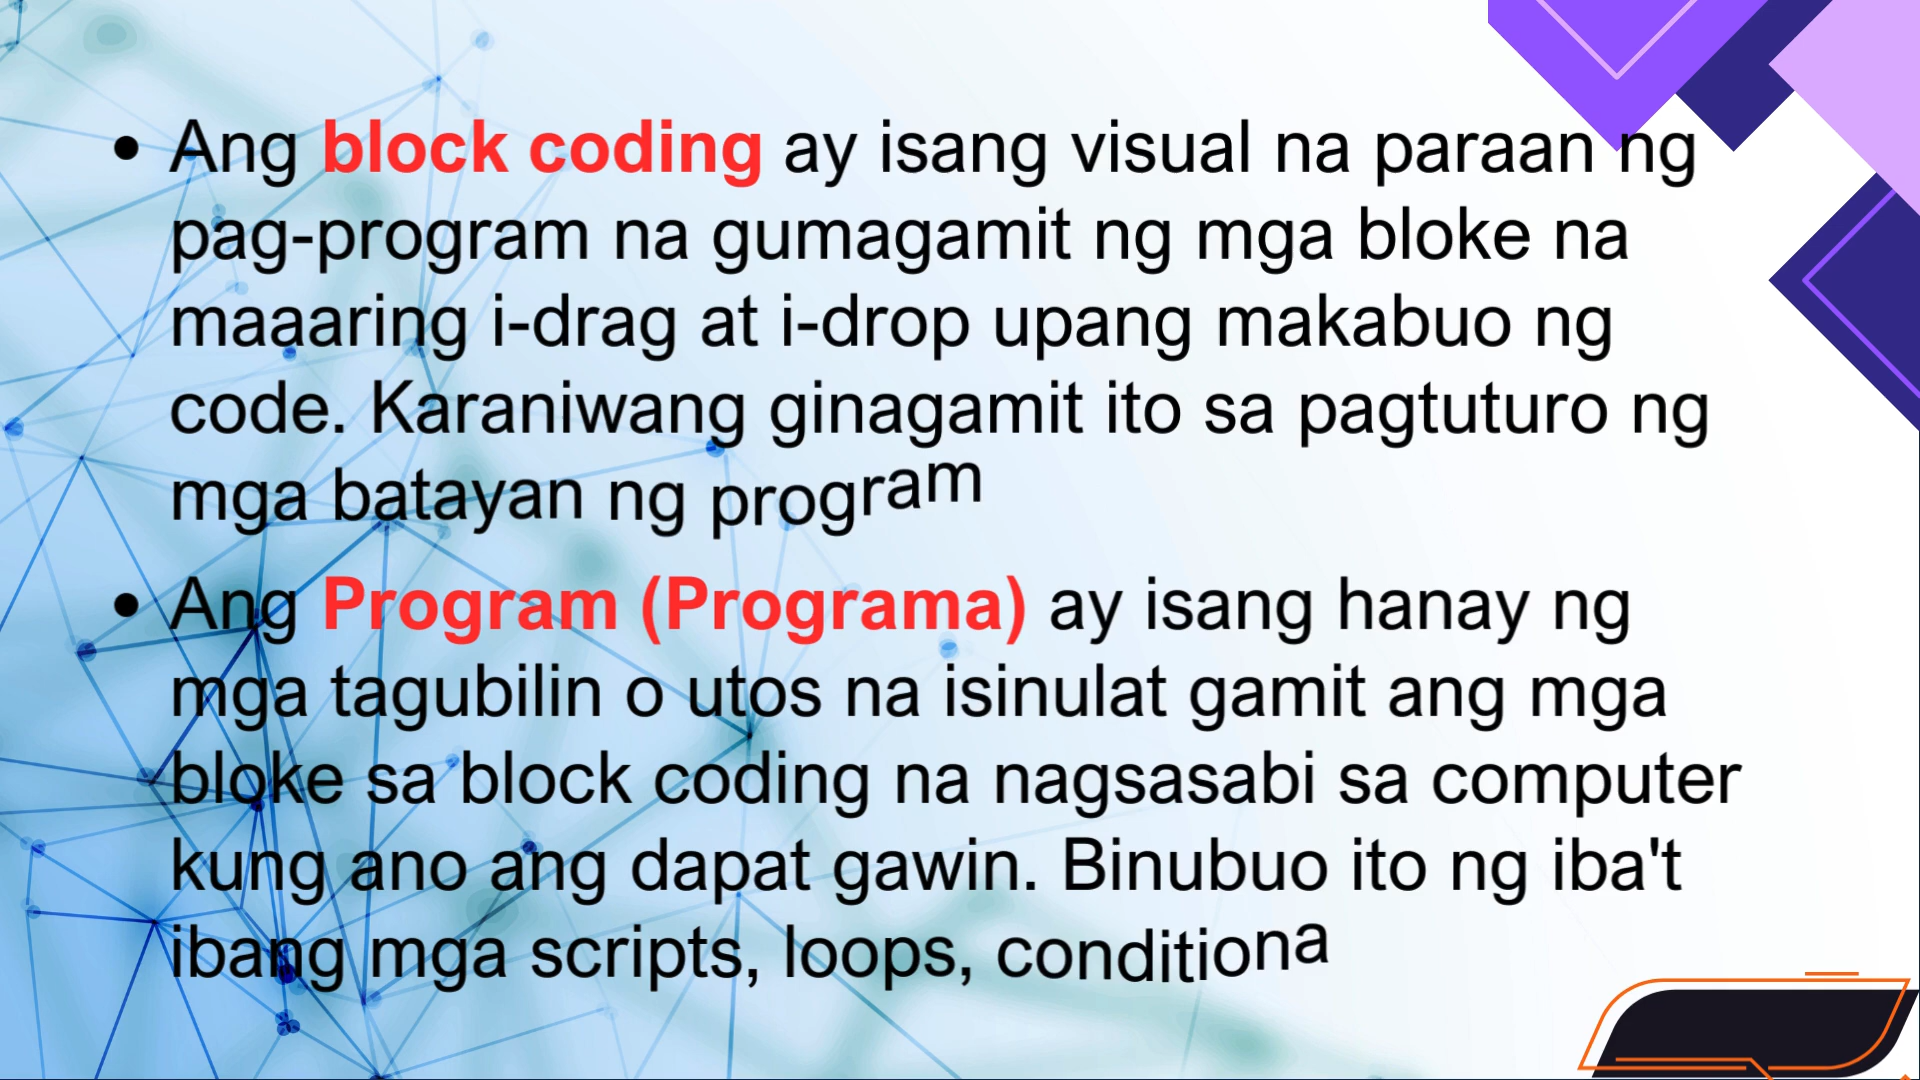 • Ang block coding ay isang visual na paraan ng
pag-program na gumagamit ng mga bloke na
maaaring i-drag at i-drop upang makabuo ng
code. Karaniwang ginagamit ito sa pagtuturo ng
mga batayan ng program
• Ang Program (Programa) ay isang hanay ng
mga tagubilin o utos na isinulat gamit ang mga
bloke sa block coding na nagsasabi sa computer
kung ano ang dapat gawin. Binubuo ito ng iba't
ibang mga scripts, loops, conditiona